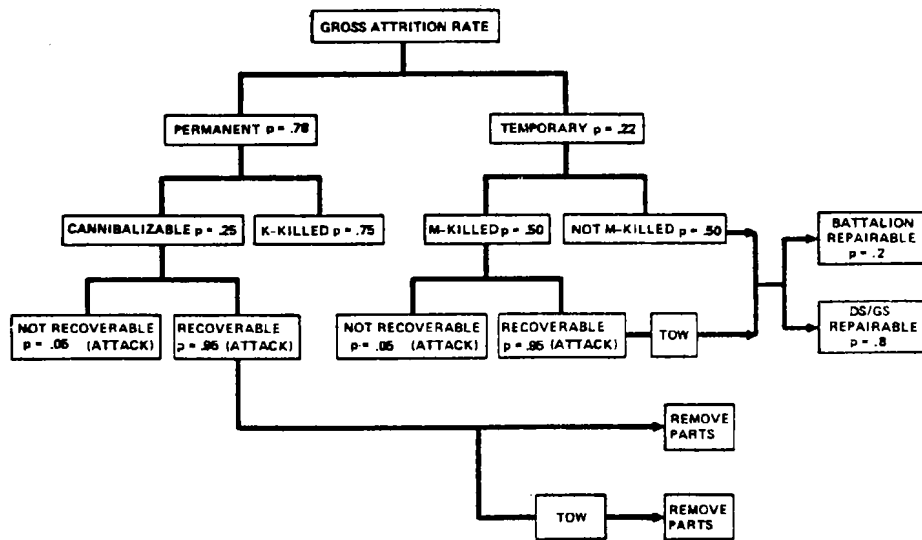 GROSS ATTRITION RATE
PERMANENT p = .78
TEMPORARY p = .22
CANNIBALIZABLE p = .25
K-KILLED p = .75
M-KILLED p = .50
NOT M-KILLED p = .50
BATTALION
REPAIRABLE
p = .2
NOT RECOVERABLE
p = .05 (ATTACK)
RECOVERABLE
p = .95 (ATTACK)
NOT RECOVERABLE
p = .05 (ATTACK)
RECOVERABLE
p = .95 (ATTACK)
TOW
DS/GS
REPAIRABLE
p = .8
REMOVE
PARTS
TOW
REMOVE
PARTS